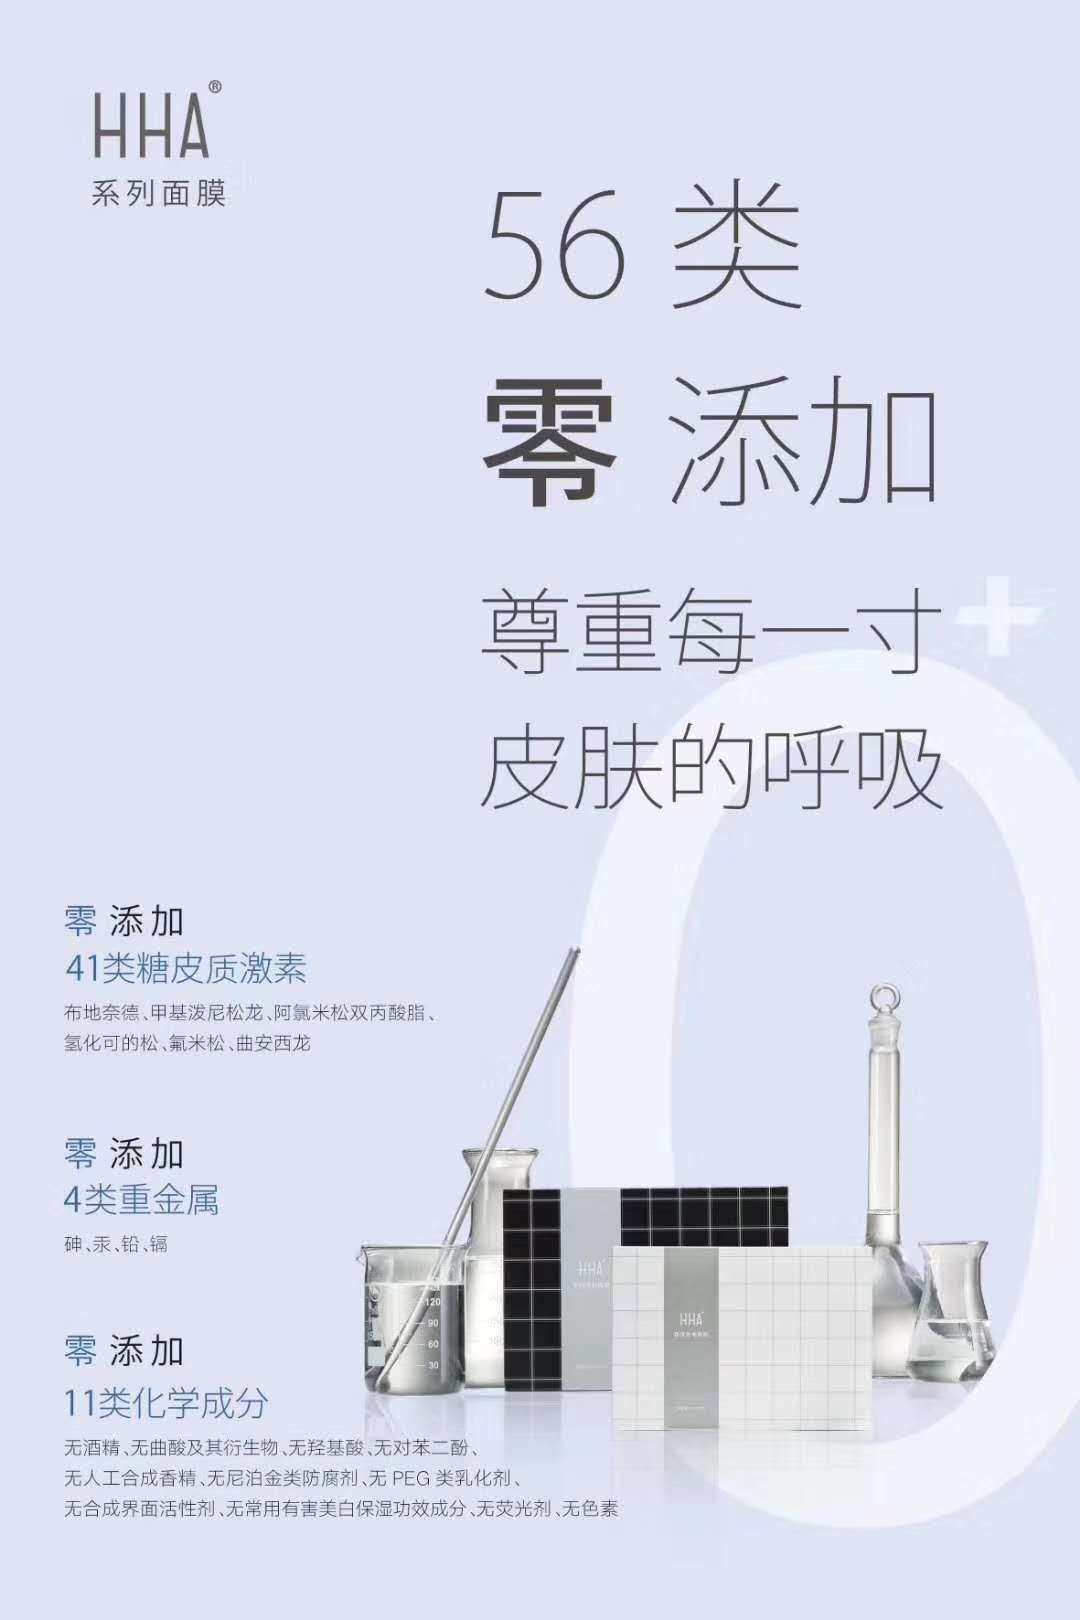 HHA®
系列面膜
56 类
零 添加
尊重每一寸
皮肤的呼吸
零 添加
41类糖皮质激素
布地奈德、甲基泼尼松龙、阿氯米松双丙酸脂、
氢化可的松、氟米松、曲安西龙
零 添加
4类重金属
砷、汞、铅、镉
零 添加
11类化学成分
无酒精、无曲酸及其衍生物、无羟基酸、无对苯二酚、
无人工合成香精、无尼泊金类防腐剂、无 PEG 类乳化剂、
无合成界面活性剂、无常用有害美白保湿功效成分、无荧光剂、无色素
HHA
HHA
120
90
60
30